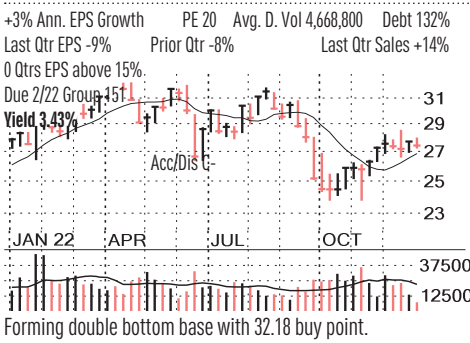 +3% Ann. EPS Growth PE 20 Avg. D. Vol 4,668,800 Debt 132%
Last Qtr EPS -9% Prior Qtr -8% Last Qtr Sales +14%
0 Qtrs EPS above 15%
Due 2/22 Group 151
Yield 3.43%
31
29
27
Acc/Dis C-
25
23
JAN 22 APR JUL OCT
37500
12500
Forming double bottom base with 32.18 buy point.